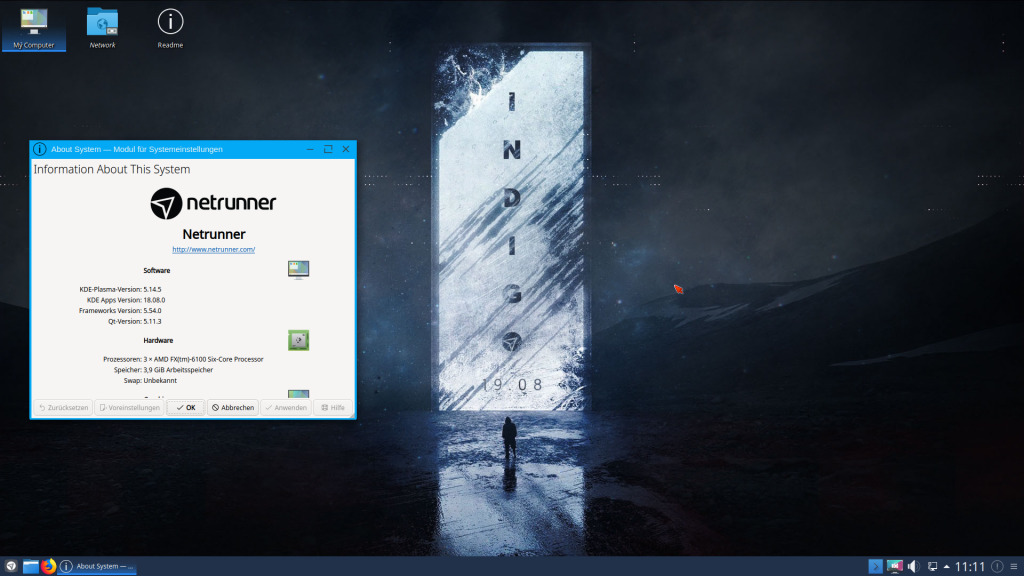 My Computer
Network
Readme
About System — Modul für Systemeinstellungen
Information About This System
netrunner
Netrunner
http://www.netrunner.com/
Software
KDE-Plasma-Version: 5.14.5
KDE Apps Version: 18.08.0
Frameworks Version: 5.54.0
Qt-Version: 5.11.3
Hardware
Prozessoren: 3 × AMD FX(tm)-6100 Six-Core Processor
Speicher: 3,9 GiB Arbeitsspeicher
Swap: Unbekannt
Zurücksetzen
Voreinstellungen
OK
Abbrechen
Anwenden
Hilfe
I
N
D
I
G
19.08
About System — ...
11:11